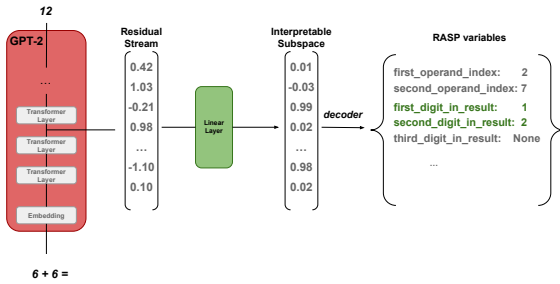 12
GPT-2
...
Transformer
Layer
Transformer
Layer
Transformer
Layer
Embedding
6 + 6 =
Residual
Stream
0.42
1.03
-0.21
0.98
...
-1.10
0.10
Linear
Layer
Interpretable
Subspace
0.01
-0.03
0.99
0.02
...
0.98
0.02
decoder
RASP variables
first_operand_index: 2
second_operand_index: 7
first_digit_in_result: 1
second_digit_in_result: 2
third_digit_in_result: None
...